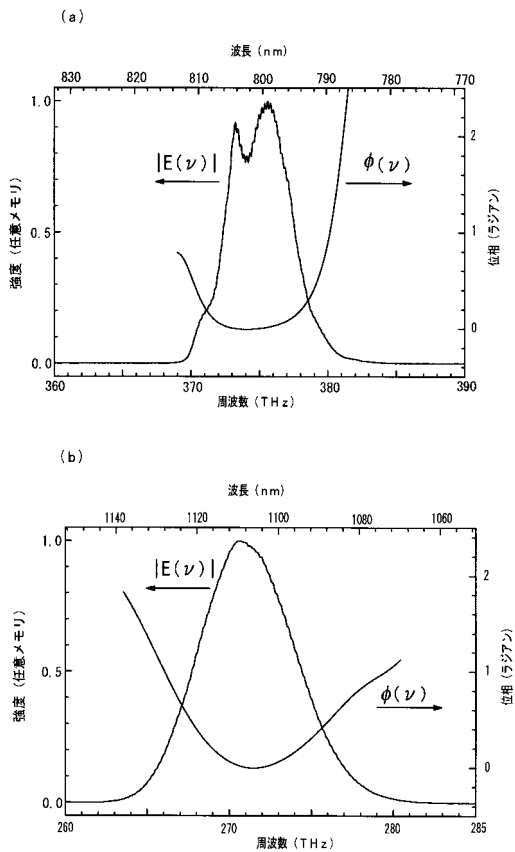 (a)
波長 (nm)
830 820 810 800 790 780 770
1.0
0.5
0.0
強度 (任意メモリ)
|E(ν)|
φ(ν)
2
1
0
位相 (ラジアン)
360 370 380 390
周波数 (THz)
(b)
波長 (nm)
1140 1120 1100 1080 1060
1.0
0.5
0.0
強度 (任意メモリ)
|E(ν)|
φ(ν)
2
1
0
位相 (ラジアン)
260 270 280 285
周波数 (THz)